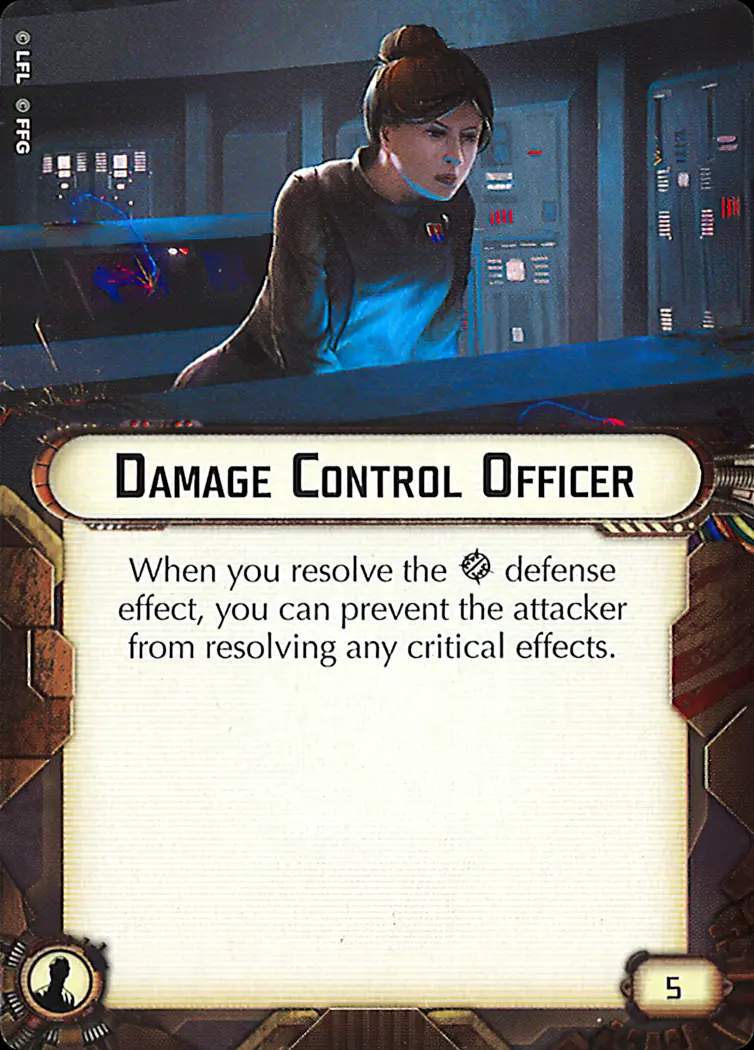 © LFL © FFG
Damage Control Officer
When you resolve the defense
effect, you can prevent the attacker
from resolving any critical effects.
5